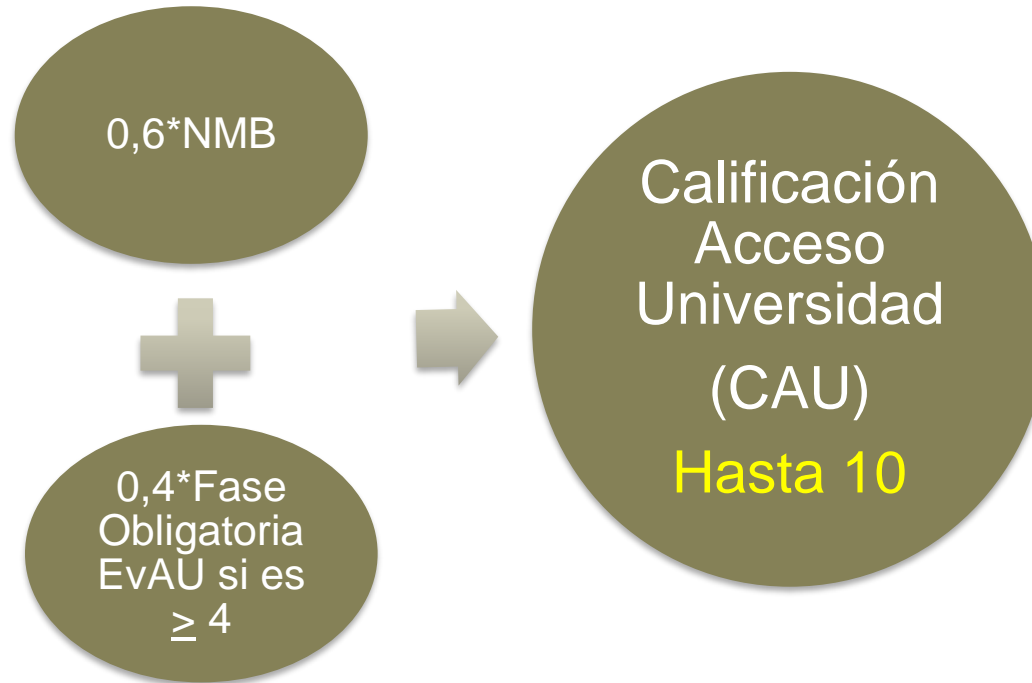 0,6*NMB
0,4*Fase
Obligatoria
EvAU si es
≥ 4
Calificación
Acceso
Universidad
(CAU)
Hasta 10